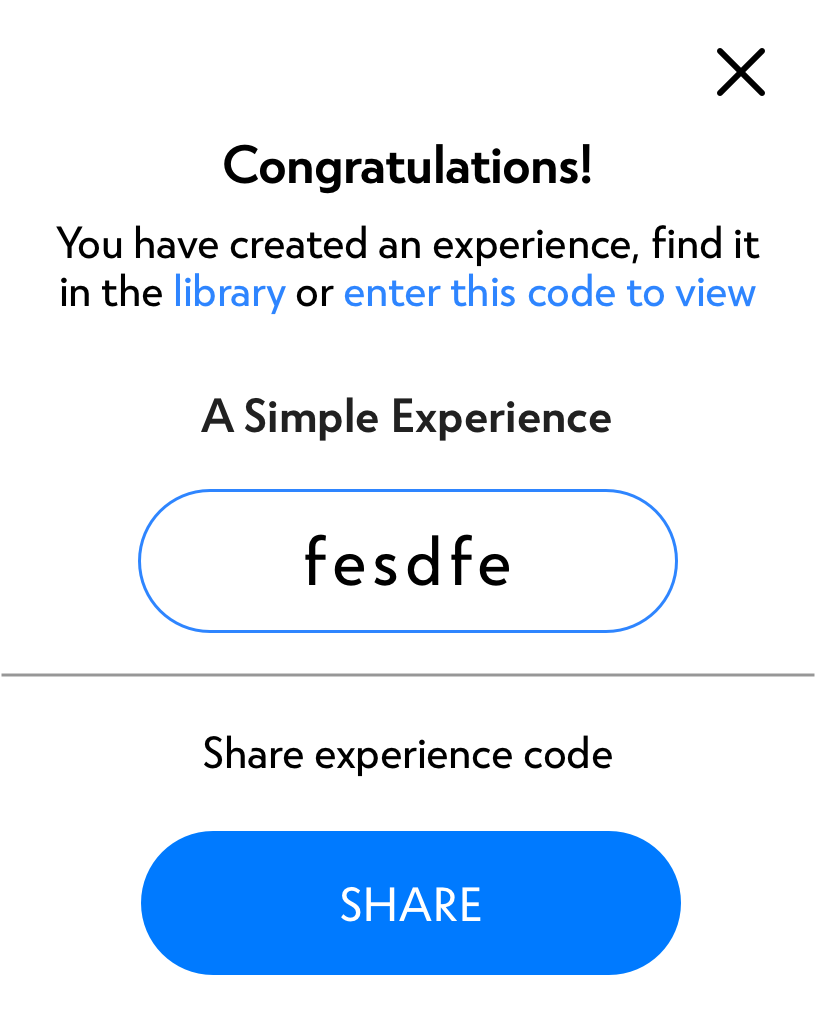 Congratulations!
You have created an experience, find it
in the library or enter this code to view
A Simple Experience
fesdfe
Share experience code
SHARE